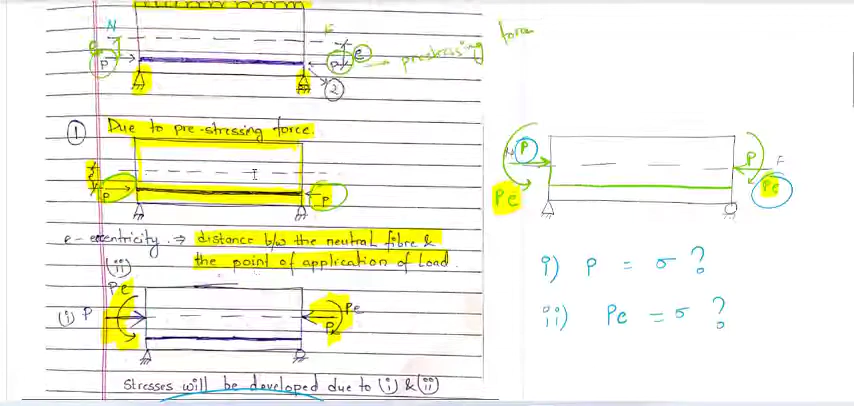 N F
e e
P P → prestressing force
2
① Due to pre-stressing force.
e
P P
e - eccentricity. → distance b/w the neutral fibre &
the point of application of Load.
(ii)
Pe Pe
(i) P P
Stresses will be developed due to (i) & (ii)
P P F
Pe Pe
i) P = σ ?
ii) Pe = σ ?